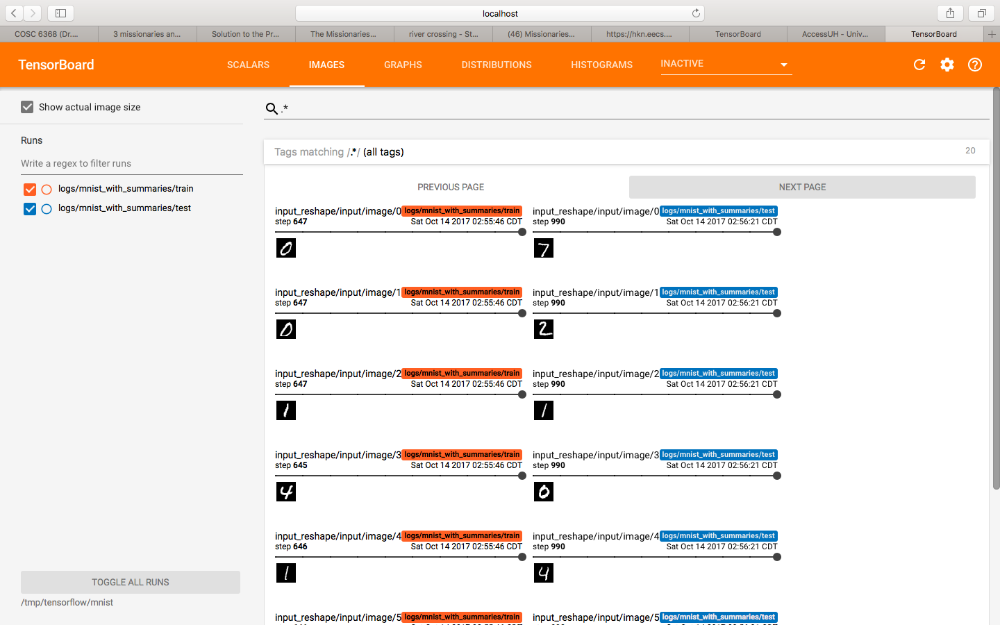 localhost
COSC 6368 (Dr.... 3 missionaries an... Solution to the Pr... The Missionaries... river crossing - St... (46) Missionaries... https://hkn.eecs.... TensorBoard AccessUH - Univ... TensorBoard
TensorBoard SCALARS IMAGES GRAPHS DISTRIBUTIONS HISTOGRAMS INACTIVE
Show actual image size
Runs
Write a regex to filter runs
logs/mnist_with_summaries/train
logs/mnist_with_summaries/test
TOGGLE ALL RUNS
/tmp/tensorflow/mnist
.*
Tags matching /.*/ (all tags) 20
PREVIOUS PAGE NEXT PAGE
input_reshape/input/image/0 logs/mnist_with_summaries/train
step 647 Sat Oct 14 2017 02:55:46 CDT
0
input_reshape/input/image/0 logs/mnist_with_summaries/test
step 990 Sat Oct 14 2017 02:56:21 CDT
7
input_reshape/input/image/1 logs/mnist_with_summaries/train
step 647 Sat Oct 14 2017 02:55:46 CDT
0
input_reshape/input/image/1 logs/mnist_with_summaries/test
step 990 Sat Oct 14 2017 02:56:21 CDT
2
input_reshape/input/image/2 logs/mnist_with_summaries/train
step 647 Sat Oct 14 2017 02:55:46 CDT
1
input_reshape/input/image/2 logs/mnist_with_summaries/test
step 990 Sat Oct 14 2017 02:56:21 CDT
1
input_reshape/input/image/3 logs/mnist_with_summaries/train
step 645 Sat Oct 14 2017 02:55:46 CDT
4
input_reshape/input/image/3 logs/mnist_with_summaries/test
step 990 Sat Oct 14 2017 02:56:21 CDT
0
input_reshape/input/image/4 logs/mnist_with_summaries/train
step 646 Sat Oct 14 2017 02:55:46 CDT
1
input_reshape/input/image/4 logs/mnist_with_summaries/test
step 990 Sat Oct 14 2017 02:56:21 CDT
4
input_reshape/input/image/5 logs/mnist_with_summaries/train
input_reshape/input/image/5 logs/mnist_with_summaries/test